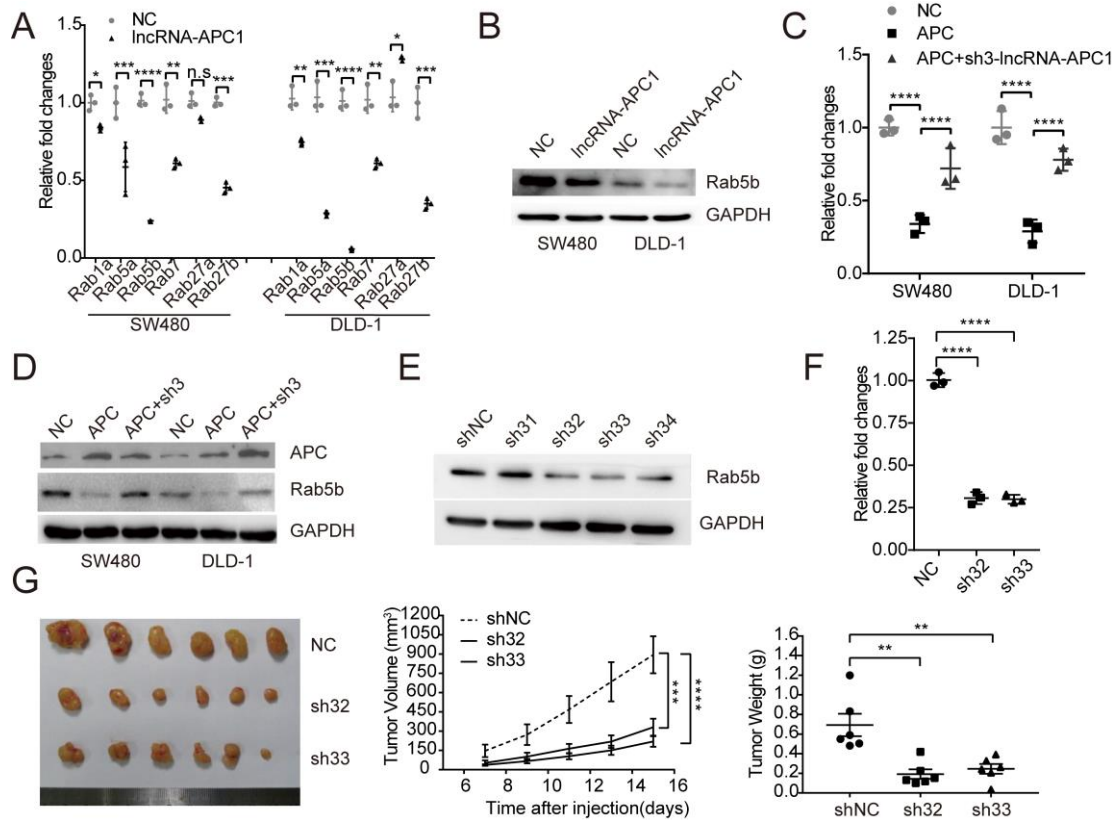 A
NC
lncRNA-APC1
Relative fold changes
1.5
1.0
0.5
0.0
* *** **** ** n.s. ***
** *** **** ** * ***
Rab1a Rab5a Rab5b Rab7 Rab27a Rab27b
Rab1a Rab5a Rab5b Rab7 Rab27a Rab27b
SW480 DLD-1
B
NC lncRNA-APC1 NC lncRNA-APC1
Rab5b
GAPDH
SW480 DLD-1
C
NC
APC
APC+sh3-lncRNA-APC1
Relative fold changes
1.0
0.5
0.0
**** **** **** ****
SW480 DLD-1
D
NC APC APC+sh3 NC APC APC+sh3
APC
Rab5b
GAPDH
SW480 DLD-1
E
shNC sh31 sh32 sh33 sh34
Rab5b
GAPDH
F
Relative fold changes
1.25
1.00
0.75
0.50
0.25
0.00
****
****
NC sh32 sh33
G
NC
sh32
sh33
Tumor Volume (mm³)
1200
1050
900
750
600
450
300
150
0
shNC
sh32
sh33
***
****
6 8 10 12 14 16
Time after injection(days)
Tumor Weight (g)
1.6
1.4
1.2
1.0
0.8
0.6
0.4
0.2
0.0
**
**
shNC sh32 sh33